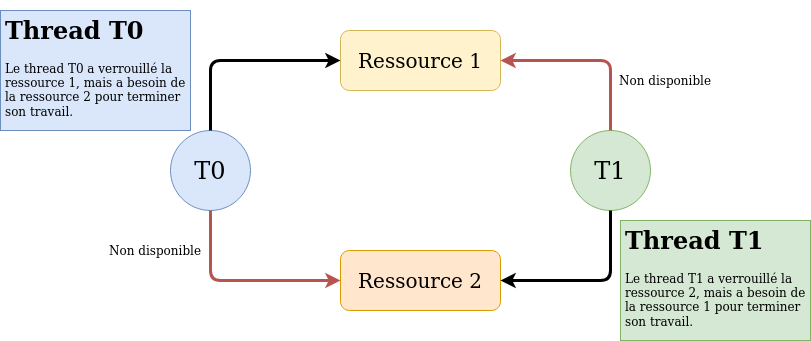 Thread T0
Le thread T0 a verrouillé la
ressource 1, mais a besoin de
la ressource 2 pour terminer
son travail.
Ressource 1
Non disponible
T0
T1
Non disponible
Ressource 2
Thread T1
Le thread T1 a verrouillé la
ressource 2, mais a besoin de
la ressource 1 pour terminer
son travail.